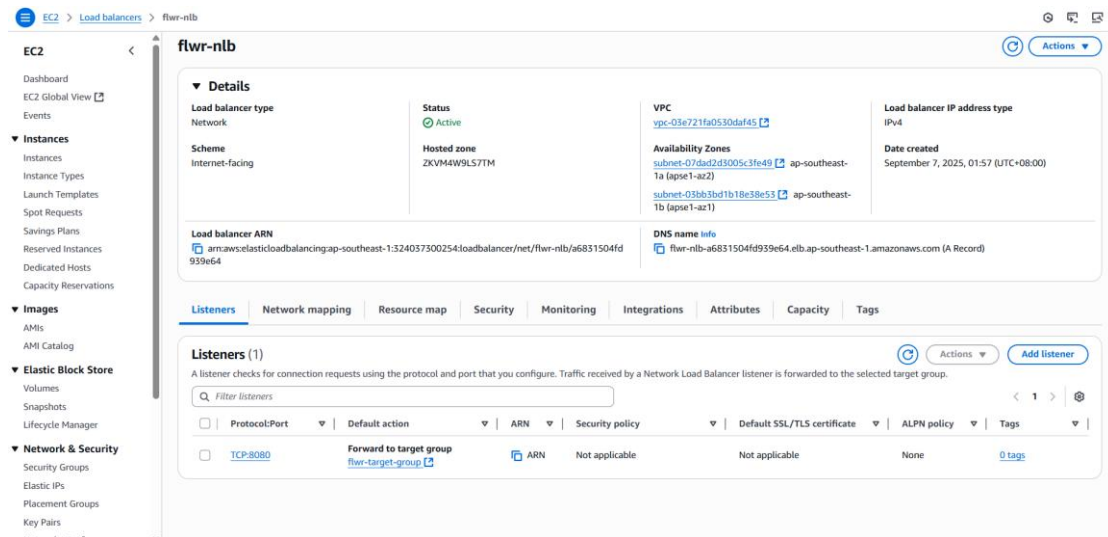 EC2 > Load balancers > flwr-nlb
EC2
Dashboard
EC2 Global View
Events
Instances
Instances
Instance Types
Launch Templates
Spot Requests
Savings Plans
Reserved Instances
Dedicated Hosts
Capacity Reservations
Images
AMIs
AMI Catalog
Elastic Block Store
Volumes
Snapshots
Lifecycle Manager
Network & Security
Security Groups
Elastic IPs
Placement Groups
Key Pairs
flwr-nlb
Actions
Details
Load balancer type
Network
Status
Active
VPC
vpc-03e721fa0530daf45
Load balancer IP address type
IPv4
Scheme
Internet-facing
Hosted zone
ZKVM4W9LS7TM
Availability Zones
subnet-07dad2d3005c3fe49 ap-southeast-
1a (apse1-az2)
subnet-03bb3bd1b18e38e53 ap-southeast-
1b (apse1-az1)
Date created
September 7, 2025, 01:57 (UTC+08:00)
Load balancer ARN
arn:aws:elasticloadbalancing:ap-southeast-1:324037300254:loadbalancer/net/flwr-nlb/a6831504fd
939e64
DNS name Info
flwr-nlb-a6831504fd939e64.elb.ap-southeast-1.amazonaws.com (A Record)
Listeners Network mapping Resource map Security Monitoring Integrations Attributes Capacity Tags
Listeners (1)
Actions Add listener
A listener checks for connection requests using the protocol and port that you configure. Traffic received by a Network Load Balancer listener is forwarded to the selected target group.
Filter listeners
1
Protocol:Port Default action ARN Security policy Default SSL/TLS certificate ALPN policy Tags
TCP:8080 Forward to target group ARN Not applicable Not applicable None 0 tags
flwr-target-group